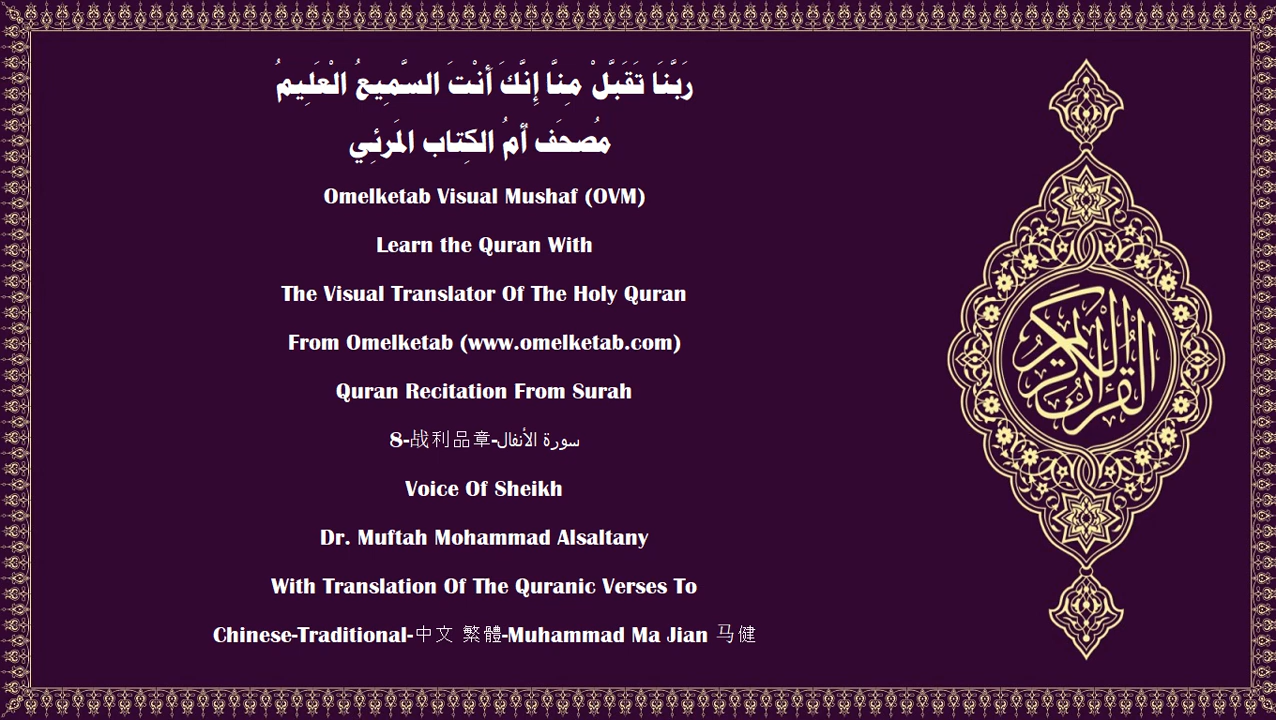 رَبَّنَا تَقَبَّلْ مِنَّا إِنَّكَ أَنْتَ السَّمِيعُ الْعَلِيمُ
مُصحَف أمُ الكِتاب المَرئِي
Omelketab Visual Mushaf (OVM)
Learn the Quran With
The Visual Translator Of The Holy Quran
From Omelketab (www.omelketab.com)
Quran Recitation From Surah
8-战利品章-سورة الأنفال
Voice Of Sheikh
Dr. Muftah Mohammad Alsaltany
With Translation Of The Quranic Verses To
Chinese-Traditional-中文 繁體-Muhammad Ma Jian 马健
القرآن الكريم